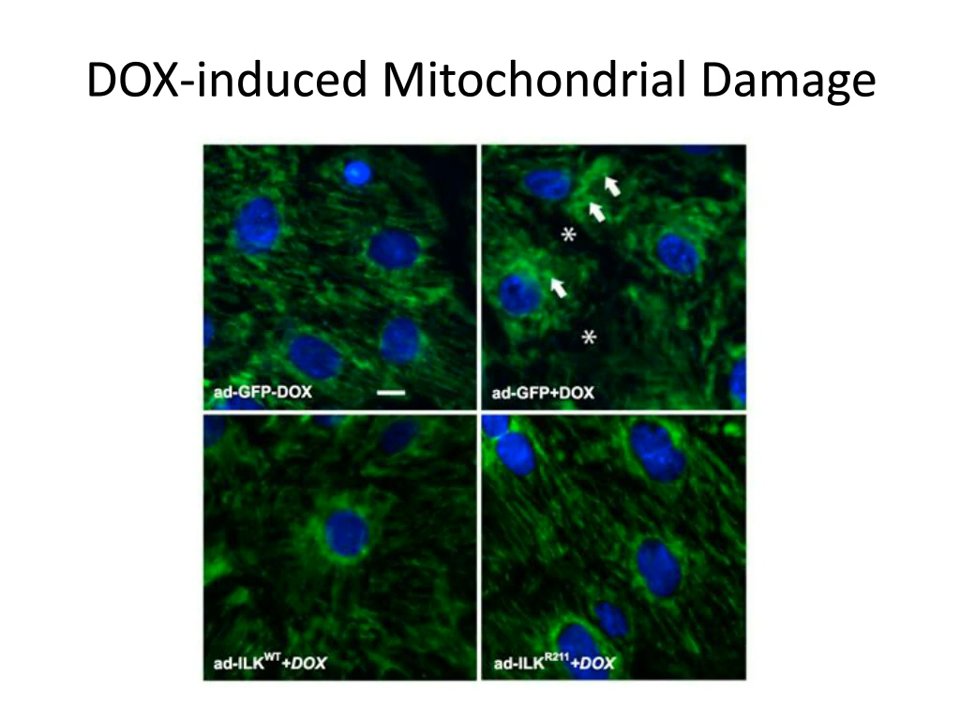 DOX-induced Mitochondrial Damage
*
*
ad-GFP-DOX
ad-GFP+DOX
ad-ILKWT+DOX
ad-ILKR211+DOX